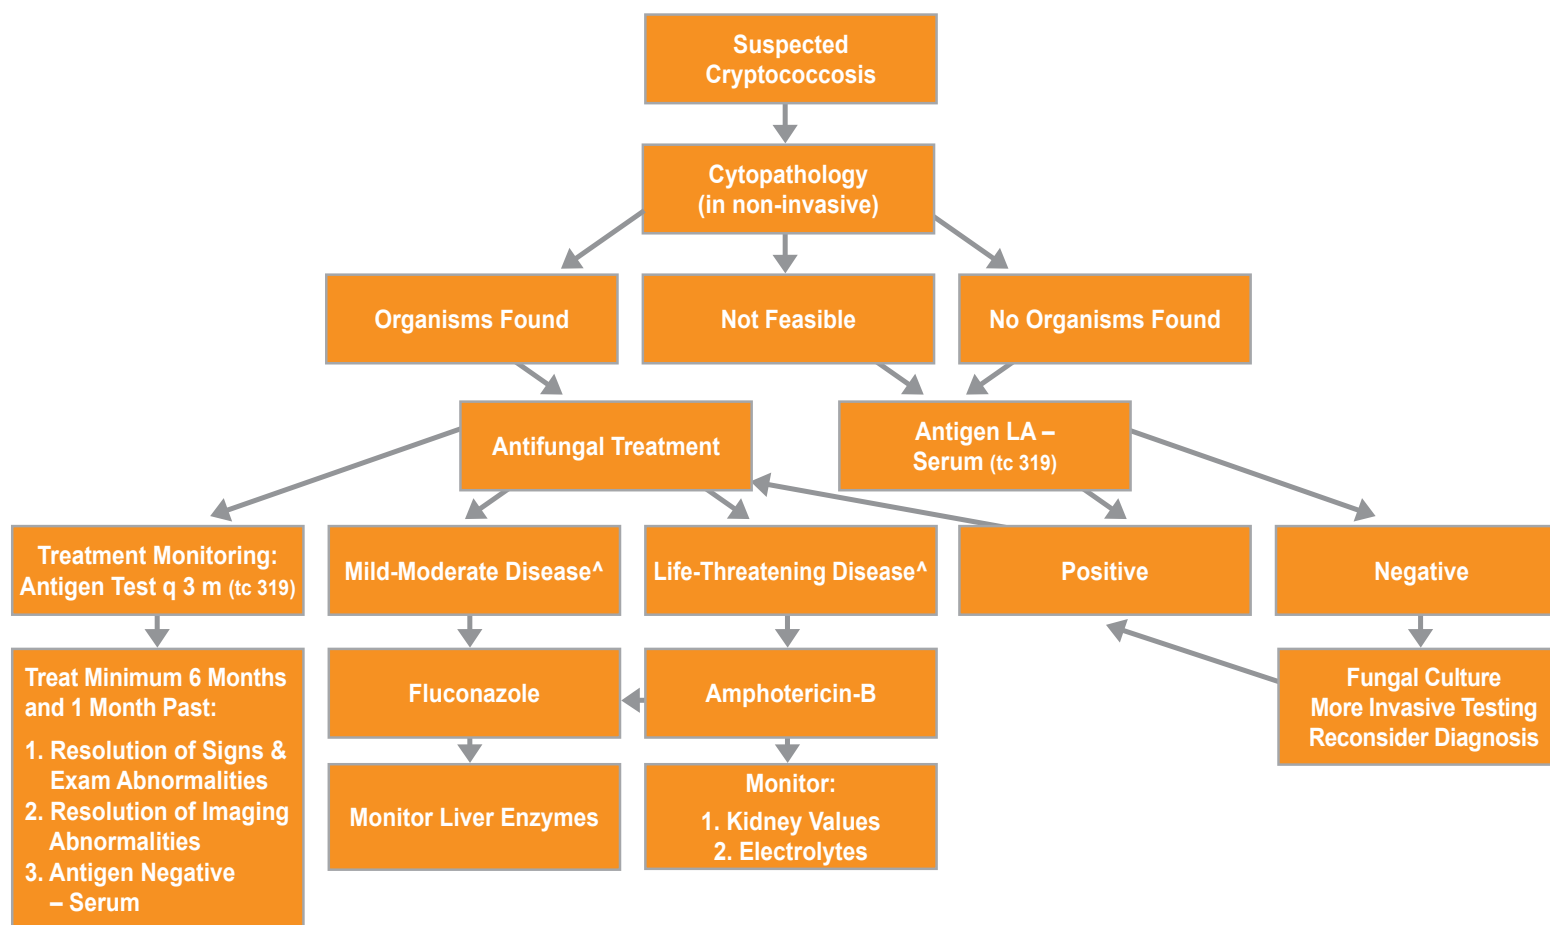 Suspected
Cryptococcosis
Cytopathology
(in non-invasive)
Organisms Found
Not Feasible
No Organisms Found
Antifungal Treatment
Antigen LA –
Serum (tc 319)
Treatment Monitoring:
Antigen Test q 3 m (tc 319)
Mild-Moderate Disease^
Life-Threatening Disease^
Positive
Negative
Treat Minimum 6 Months
and 1 Month Past:
1. Resolution of Signs &
Exam Abnormalities
2. Resolution of Imaging
Abnormalities
3. Antigen Negative
– Serum
Fluconazole
Amphotericin-B
Fungal Culture
More Invasive Testing
Reconsider Diagnosis
Monitor Liver Enzymes
Monitor:
1. Kidney Values
2. Electrolytes